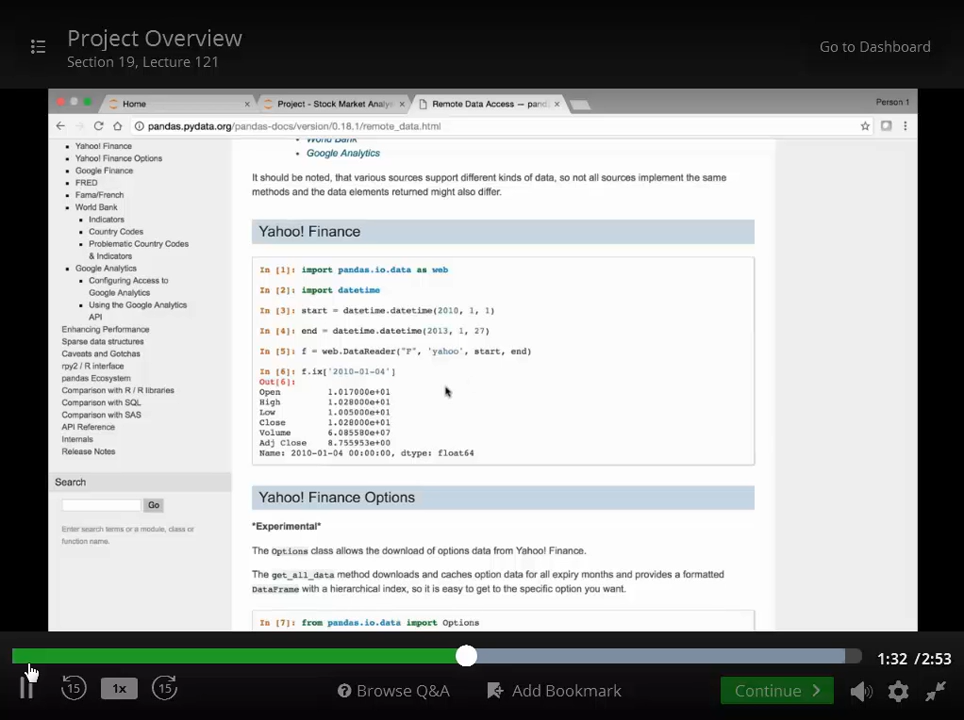 Project Overview
Section 19, Lecture 121
Go to Dashboard
Home
Project - Stock Market Analys
Remote Data Access — pand
Person 1
pandas.pydata.org/pandas-docs/version/0.18.1/remote_data.html
Yahoo! Finance
Yahoo! Finance Options
Google Finance
FRED
Fama/French
World Bank
Indicators
Country Codes
Problematic Country Codes
& Indicators
Google Analytics
Configuring Access to
Google Analytics
Using the Google Analytics
API
Enhancing Performance
Sparse data structures
Caveats and Gotchas
rpy2 / R interface
pandas Ecosystem
Comparison with R / R libraries
Comparison with SQL
Comparison with SAS
API Reference
Internals
Release Notes
Search
Go
Enter search terms or a module, class or
function name.
World Bank
Google Analytics
It should be noted, that various sources support different kinds of data, so not all sources implement the same
methods and the data elements returned might also differ.
Yahoo! Finance
In [1]: import pandas.io.data as web
In [2]: import datetime
In [3]: start = datetime.datetime(2010, 1, 1)
In [4]: end = datetime.datetime(2013, 1, 27)
In [5]: f = web.DataReader("F", 'yahoo', start, end)
In [6]: f.ix['2010-01-04']
Out[6]:
Open 1.017000e+01
High 1.028000e+01
Low 1.005000e+01
Close 1.028000e+01
Volume 6.085580e+07
Adj Close 8.755953e+00
Name: 2010-01-04 00:00:00, dtype: float64
Yahoo! Finance Options
*Experimental*
The Options class allows the download of options data from Yahoo! Finance.
The get_all_data method downloads and caches option data for all expiry months and provides a formatted
DataFrame with a hierarchical index, so it is easy to get to the specific option you want.
In [7]: from pandas.io.data import Options
1:32 / 2:53
15
1x
15
Browse Q&A
Add Bookmark
Continue